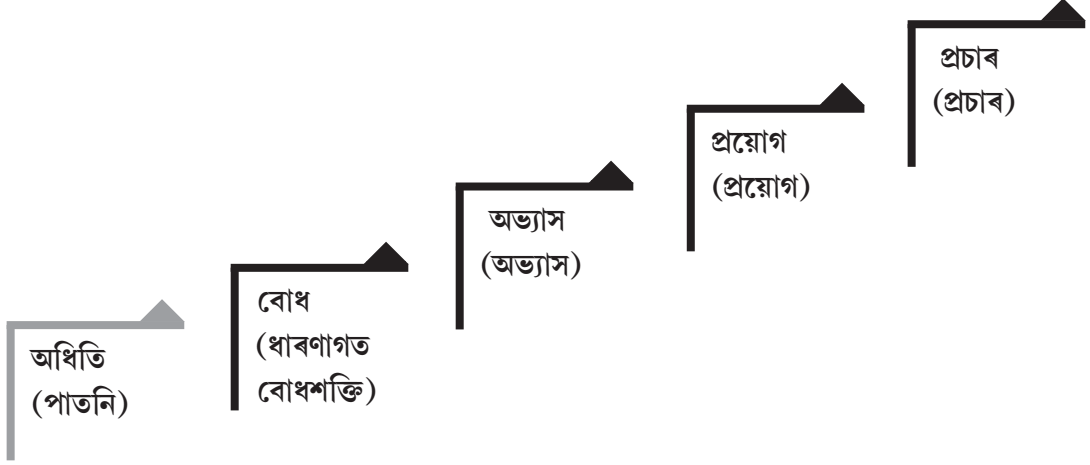 অধিতি
(পাতনি)
বোধ
(ধাৰণাগত
বোধশক্তি)
অভ্যাস
(অভ্যাস)
প্ৰয়োগ
(প্ৰয়োগ)
প্ৰচাৰ
(প্ৰচাৰ)